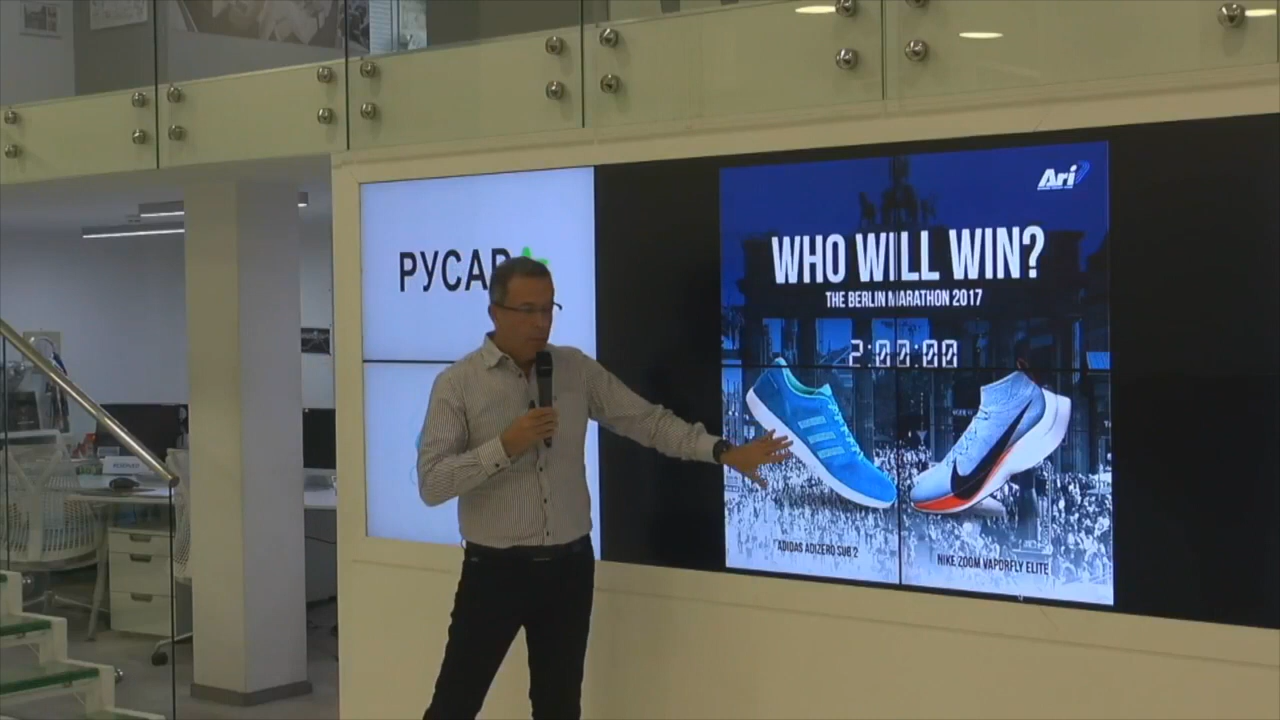 РУСАР
Ari
WHO WILL WIN?
THE BERLIN MARATHON 2017
2:00:00
ADIDAS ADIZERO SUB 2
NIKE ZOOM VAPORFLY ELITE